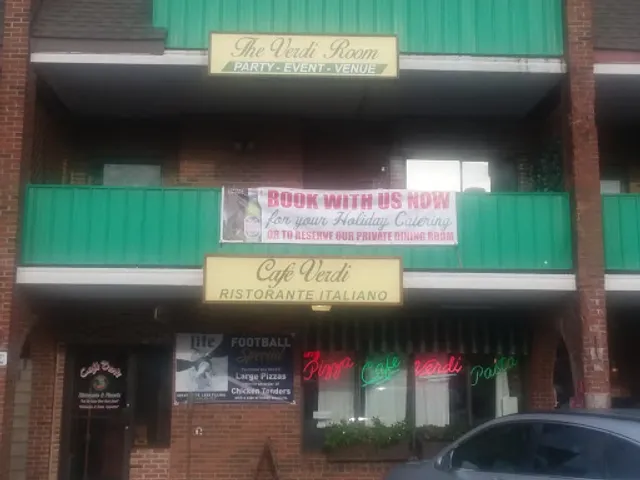 The Verdi Room
PARTY - EVENT - VENUE
BOOK WITH US NOW
for your Holiday Catering
OR TO RESERVE OUR PRIVATE DINING ROOM
Café Verdi
RISTORANTE ITALIANO
Lite
FOOTBALL
Special
Large Pizzas
Chicken Tenders
Pizza Café Verdi Pasta
Café Verdi